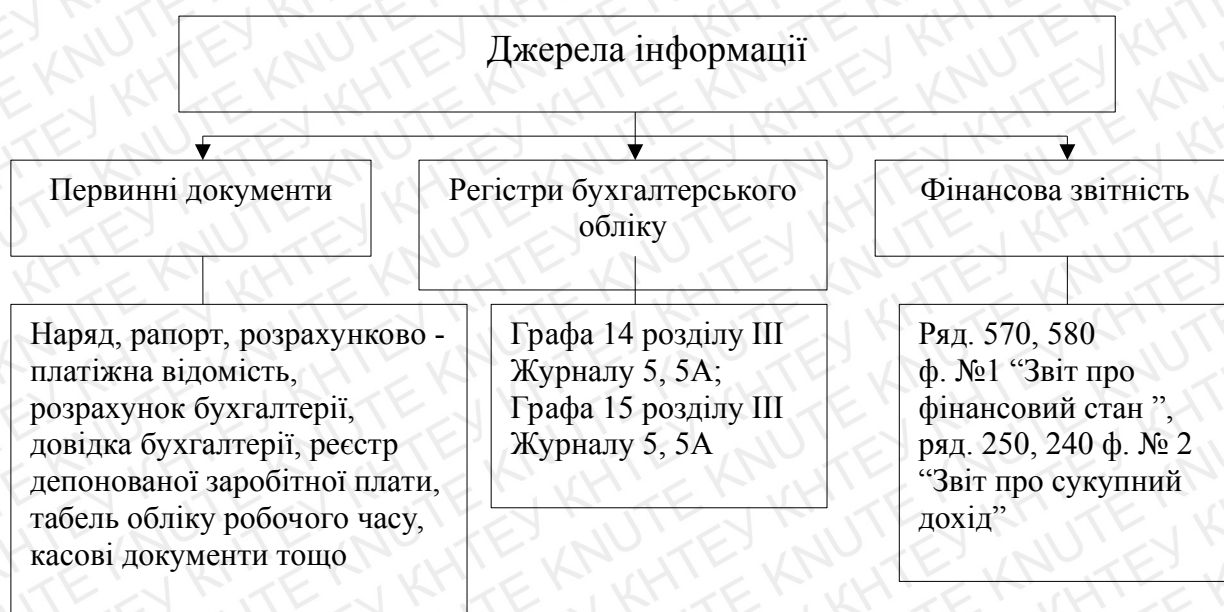 Джерела інформації
Первинні документи
Регістри бухгалтерського
обліку
Фінансова звітність
Наряд, рапорт, розрахунково -
платіжна відомість,
розрахунок бухгалтерії,
довідка бухгалтерії, реєстр
депонованої заробітної плати,
табель обліку робочого часу,
касові документи тощо
Графа 14 розділу ІІІ
Журналу 5, 5А;
Графа 15 розділу ІІІ
Журналу 5, 5А
Ряд. 570, 580
ф. №1 “Звіт про
фінансовий стан ”,
ряд. 250, 240 ф. № 2
“Звіт про сукупний
дохід”